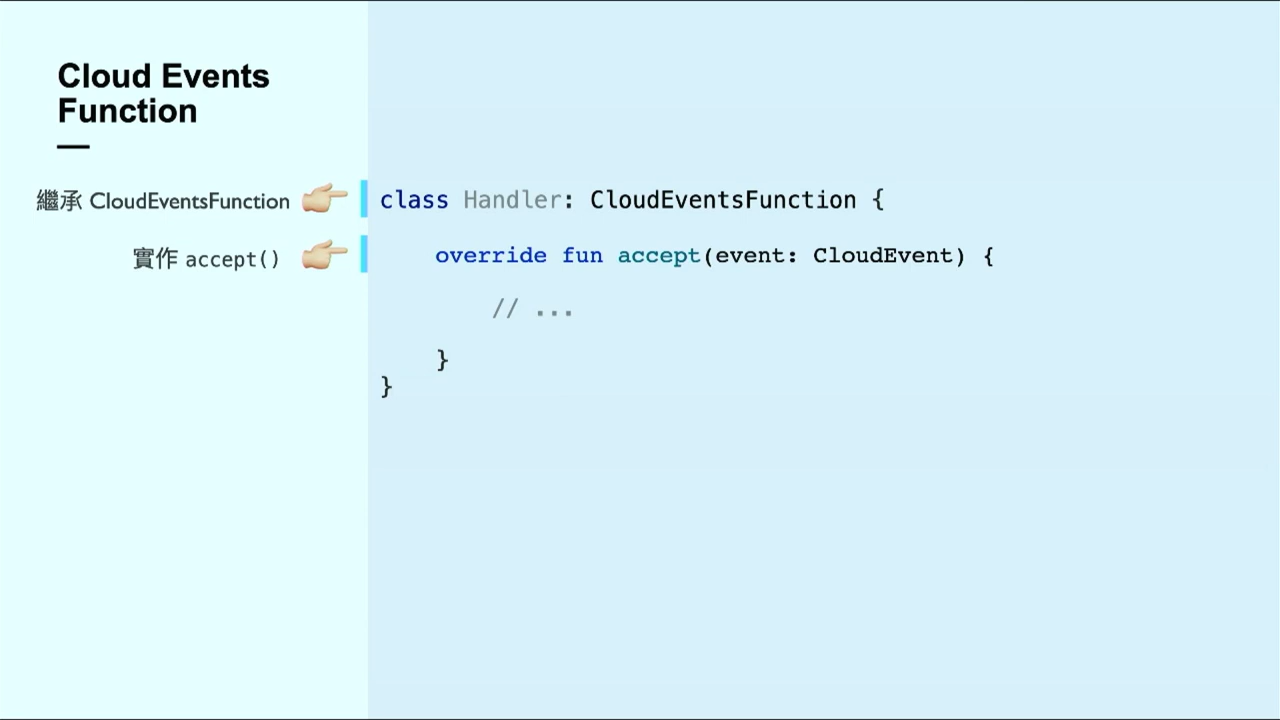 Cloud Events
Function
繼承 CloudEventsFunction
實作 accept()
class Handler: CloudEventsFunction {
override fun accept(event: CloudEvent) {
// ...
}
}